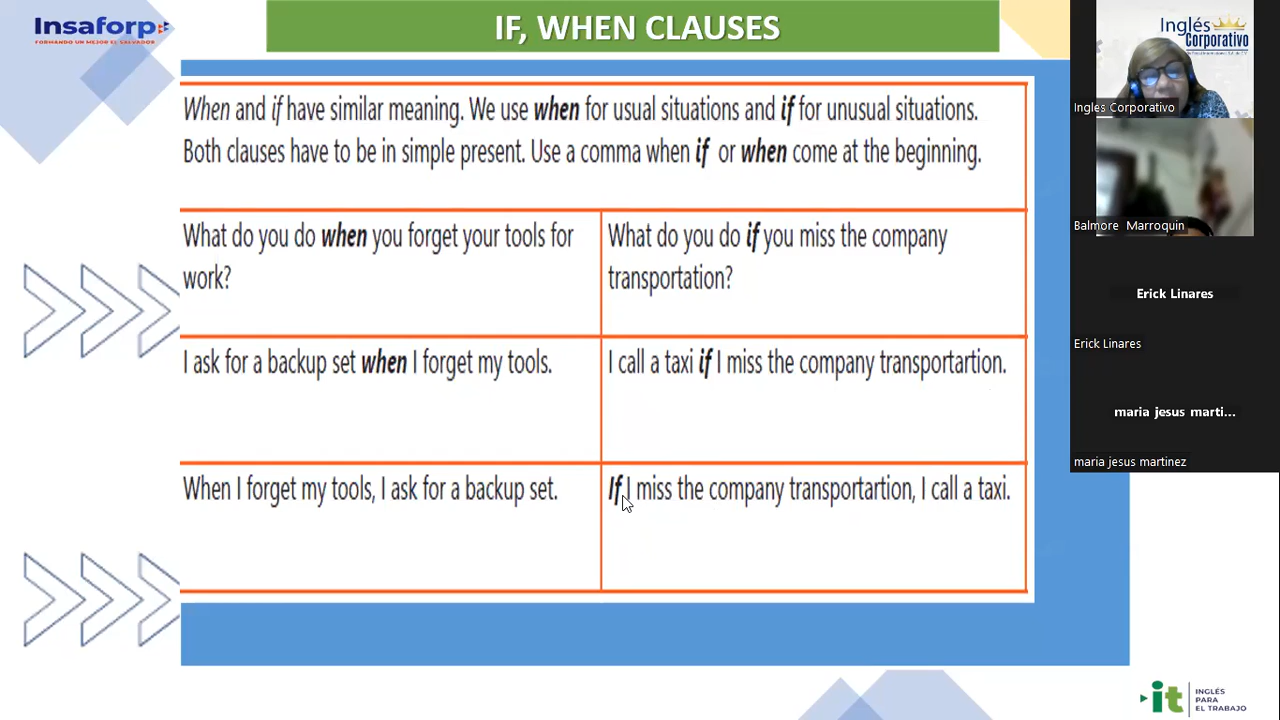 Insaforp
FORMANDO UN MEJOR EL SALVADOR
IF, WHEN CLAUSES
When and if have similar meaning. We use when for usual situations and if for unusual situations.
Both clauses have to be in simple present. Use a comma when if or when come at the beginning.
What do you do when you forget your tools for
work?
What do you do if you miss the company
transportation?
I ask for a backup set when I forget my tools.
I call a taxi if I miss the company transportartion.
When I forget my tools, I ask for a backup set.
If I miss the company transportartion, I call a taxi.
Inglés
Corporativo
Ingles Corporativo
Balmore Marroquin
Erick Linares
Erick Linares
maria jesus marti...
maria jesus martinez
it
INGLÉS
PARA
EL TRABAJO